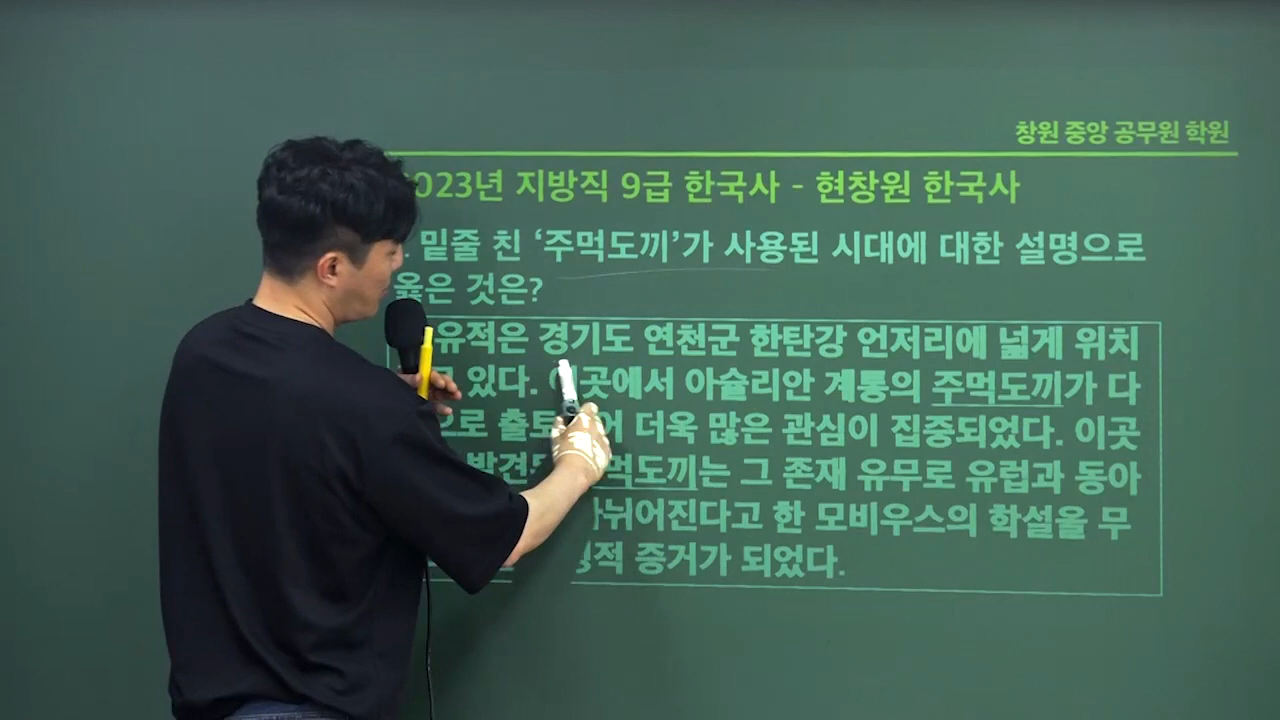 창원 중앙 공무원 학원
2023년 지방직 9급 한국사 - 현창원 한국사
밑줄 친 ‘주먹도끼’가 사용된 시대에 대한 설명으로
옳은 것은?
유적은 경기도 연천군 한탄강 언저리에 넓게 위치
있다. 이곳에서 아슐리안 계통의 주먹도끼가 다
출토 더욱 많은 관심이 집중되었다. 이곳
주먹도끼는 그 존재 유무로 유럽과 동아
나뉘어진다고 한 모비우스의 학설을 무
증거가 되었다.